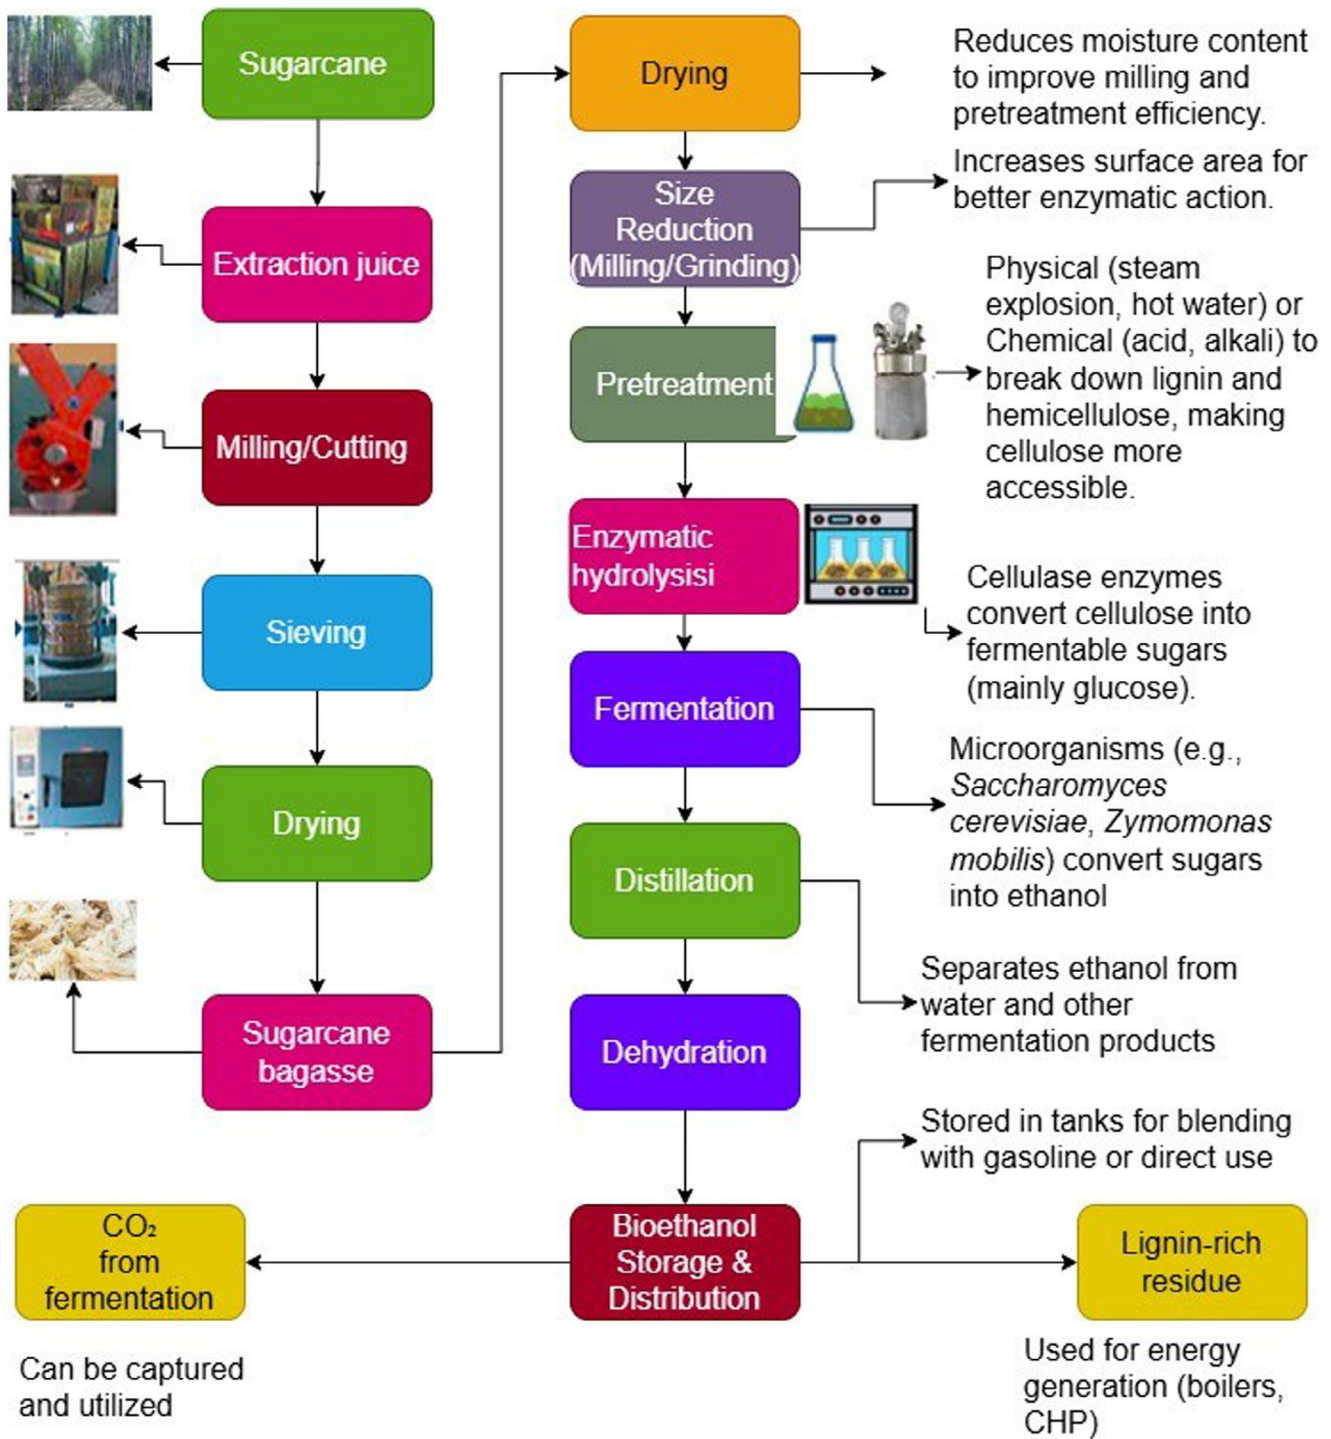 Sugarcane
Extraction juice
Milling/Cutting
Sieving
Drying
Sugarcane
bagasse
Drying
Reduces moisture content
to improve milling and
pretreatment efficiency.
Size
Reduction
(Milling/Grinding)
Increases surface area for
better enzymatic action.
Pretreatment
Physical (steam
explosion, hot water) or
Chemical (acid, alkali) to
break down lignin and
hemicellulose, making
cellulose more
accessible.
Enzymatic
hydrolysisi
Cellulase enzymes
convert cellulose into
fermentable sugars
(mainly glucose).
Fermentation
Microorganisms (e.g.,
Saccharomyces
cerevisiae, Zymomonas
mobilis) convert sugars
into ethanol
Distillation
Separates ethanol from
water and other
fermentation products
Dehydration
Bioethanol
Storage &
Distribution
Stored in tanks for blending
with gasoline or direct use
CO₂
from
fermentation
Can be captured
and utilized
Lignin-rich
residue
Used for energy
generation (boilers,
CHP)